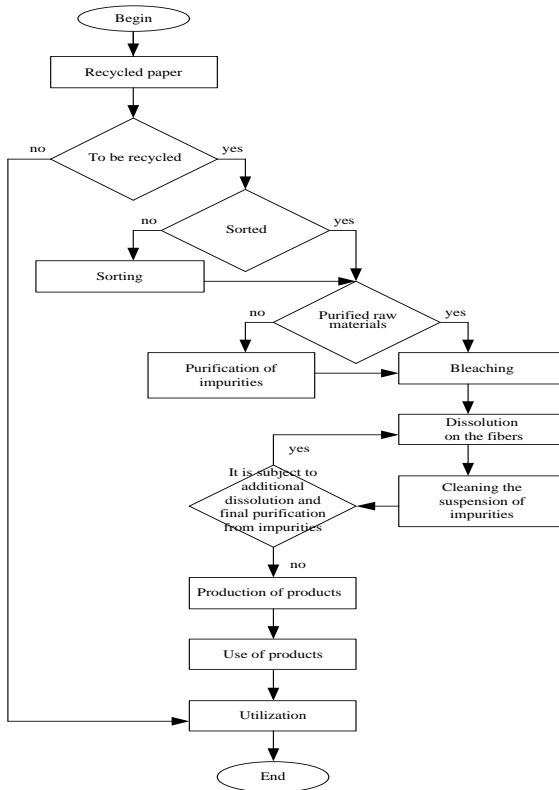 Begin
Recycled paper
no
To be recycled
yes
no
Sorted
yes
Sorting
no
Purified raw
materials
yes
Purification of
impurities
Bleaching
Dissolution
on the fibers
yes
It is subject to
additional
dissolution and
final purification
from impurities
Cleaning the
suspension of
impurities
no
Production of products
Use of products
Utilization
End